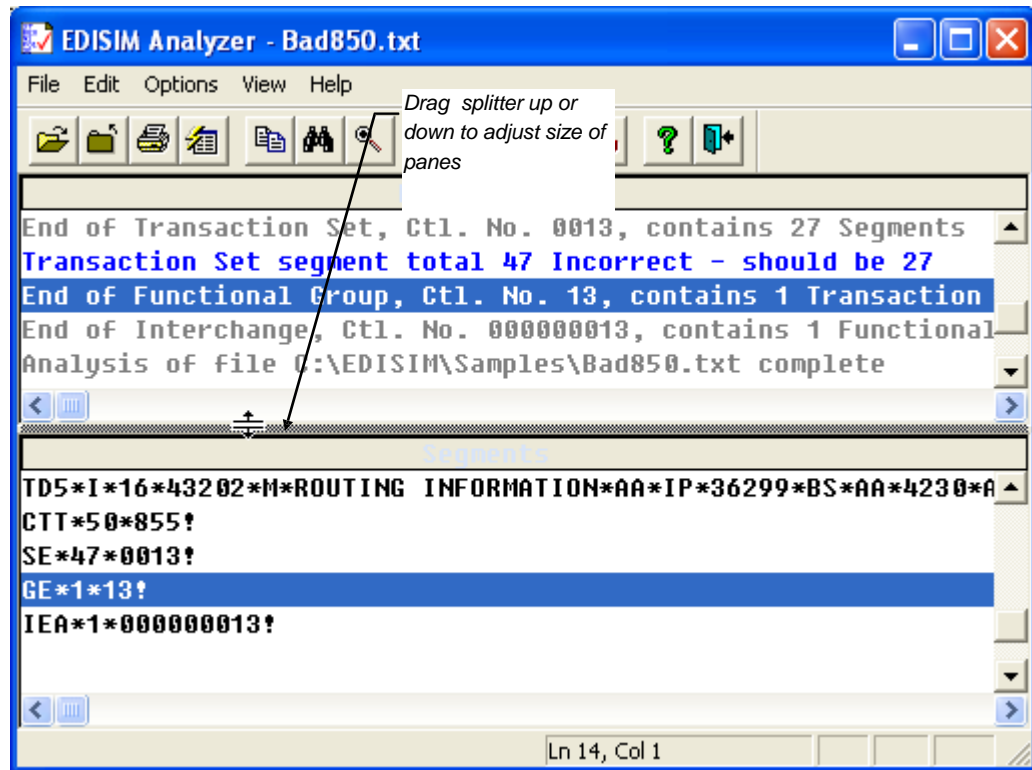 EDISIM Analyzer - Bad850.txt
File Edit Options View Help
Drag splitter up or
down to adjust size of
panes
End of Transaction Set, Ctl. No. 0013, contains 27 Segments
Transaction Set segment total 47 Incorrect - should be 27
End of Functional Group, Ctl. No. 13, contains 1 Transaction
End of Interchange, Ctl. No. 000000013, contains 1 Functional
Analysis of file C:\EDISIM\Samples\Bad850.txt complete
Segments
TD5*I*16*43202*M*ROUTING INFORMATION*AA*IP*36299*BS*AA*4230*A
CTT*50*855!
SE*47*0013!
GE*1*13!
IEA*1*000000013!
Ln 14, Col 1